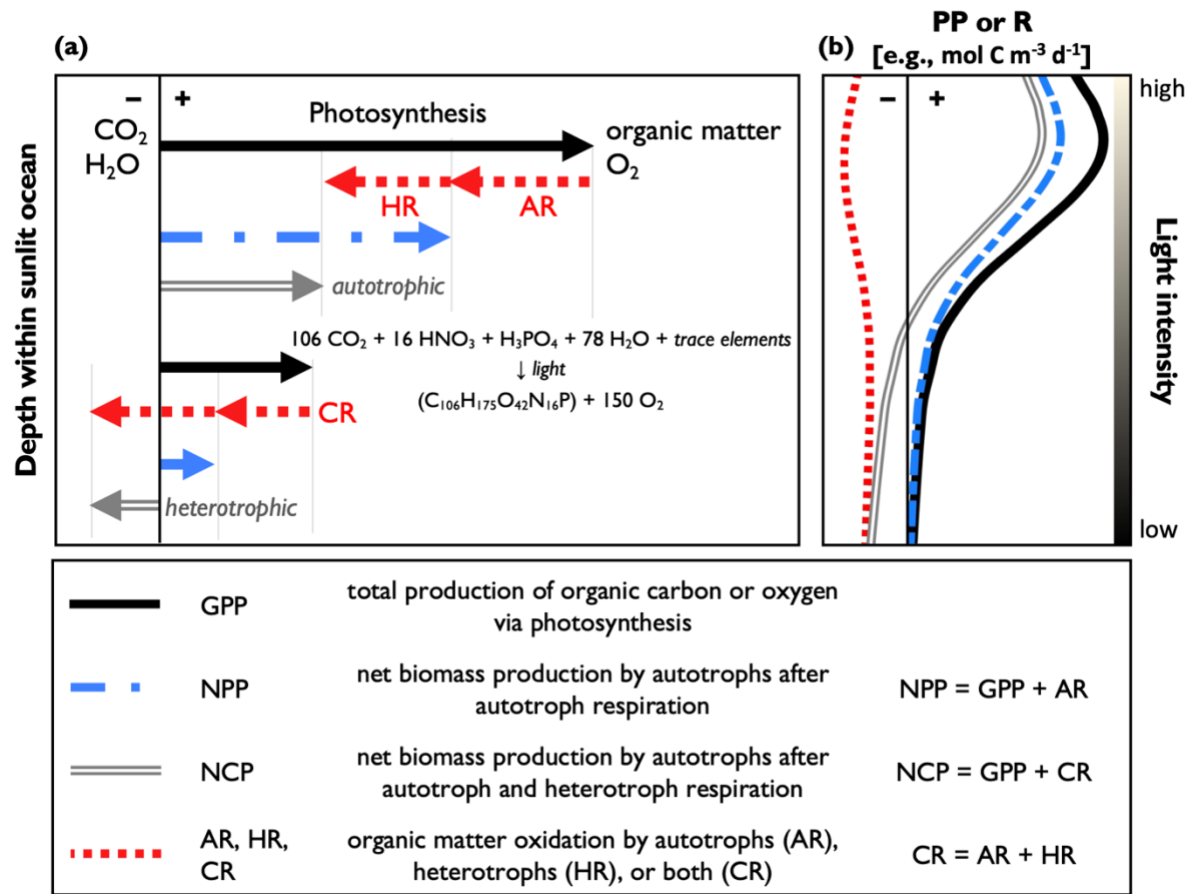 (a)
Depth within sunlit ocean
– +
CO₂
H₂O
Photosynthesis
organic matter
O₂
HR
AR
autotrophic
106 CO₂ + 16 HNO₃ + H₃PO₄ + 78 H₂O + trace elements
↓ light
(C₁₀₆H₁₇₅O₄₂N₁₆P) + 150 O₂
CR
heterotrophic
(b)
PP or R
[e.g., mol C m⁻³ d⁻¹]
– +
high
Light intensity
low
GPP
total production of organic carbon or oxygen
via photosynthesis
NPP
net biomass production by autotrophs after
autotroph respiration
NPP = GPP + AR
NCP
net biomass production by autotrophs after
autotroph and heterotroph respiration
NCP = GPP + CR
AR, HR,
CR
organic matter oxidation by autotrophs (AR),
heterotrophs (HR), or both (CR)
CR = AR + HR